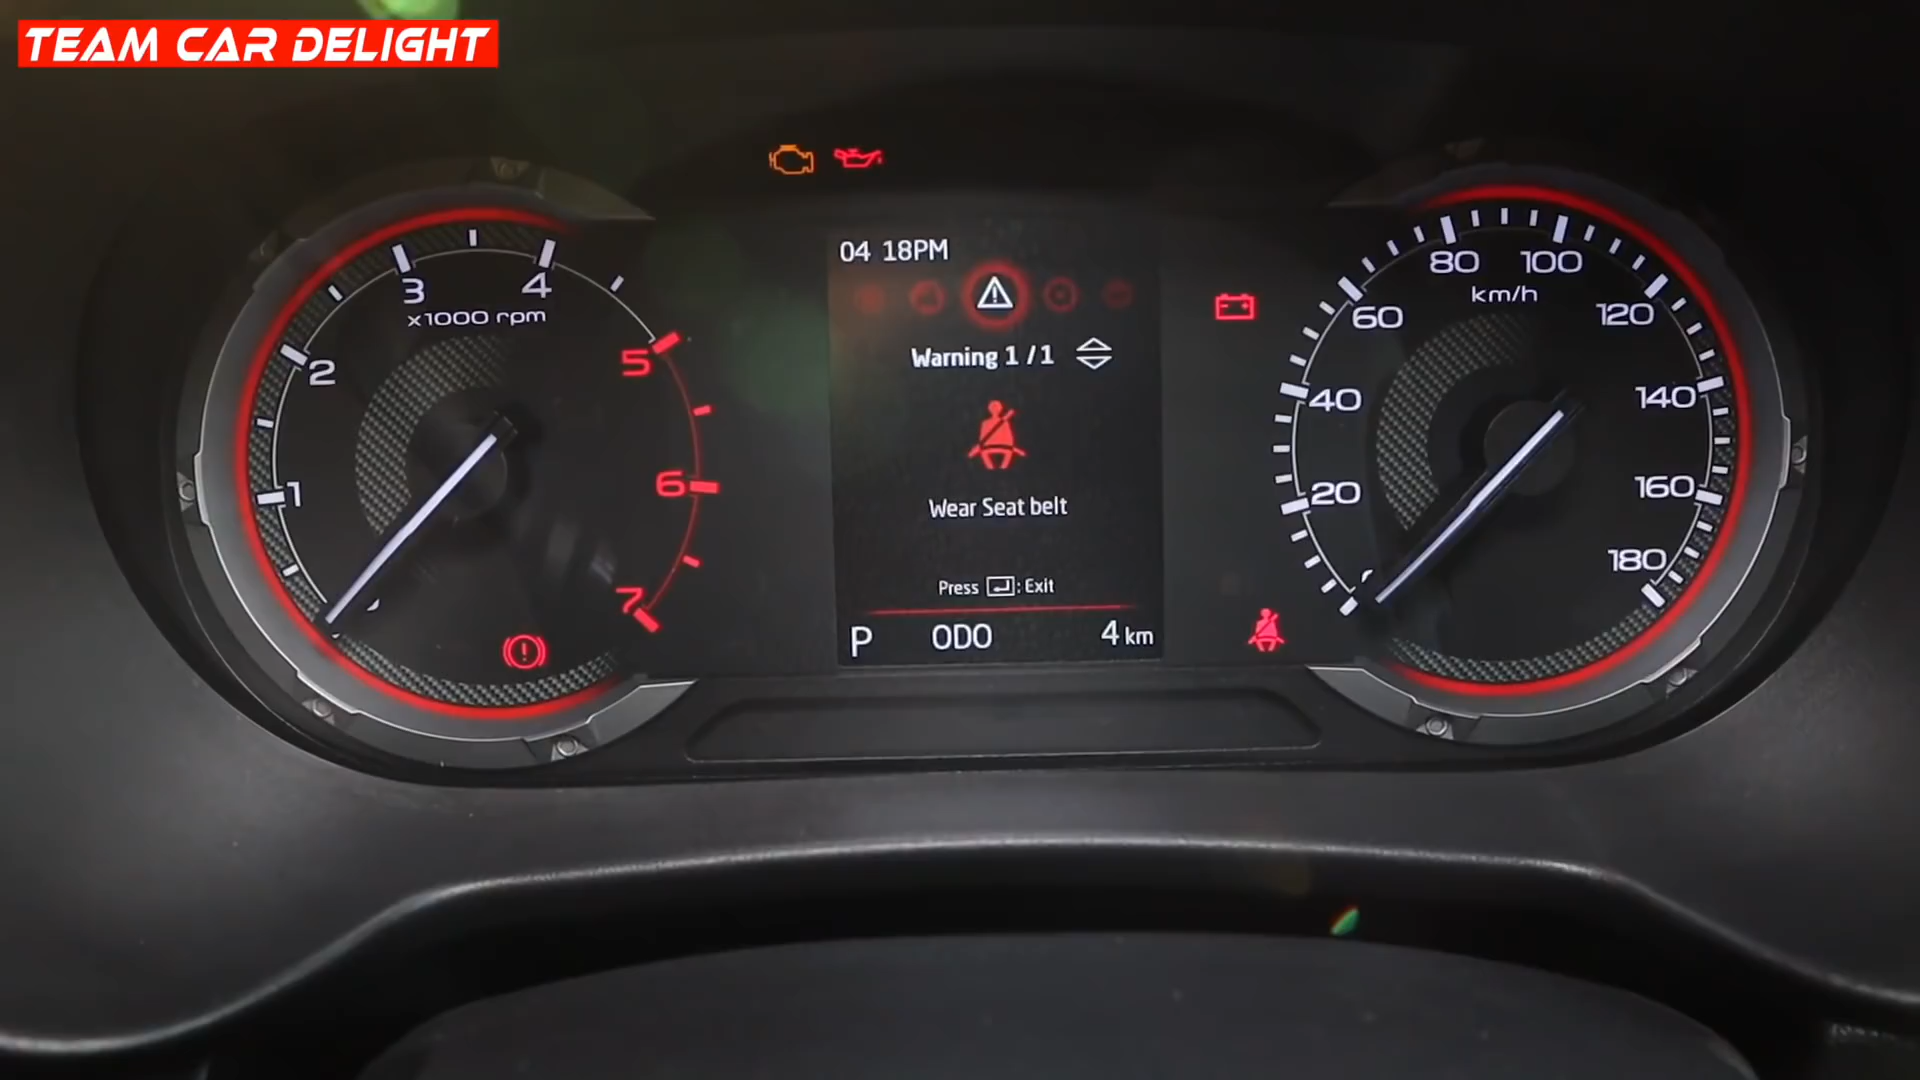 TEAM CAR DELIGHT
04 18PM
Warning 1 / 1
Wear Seat belt
Press : Exit
P ODO 4 km
1
2
3
4
5
6
7
x1000 rpm
20
40
60
80
100
120
140
160
180
km/h